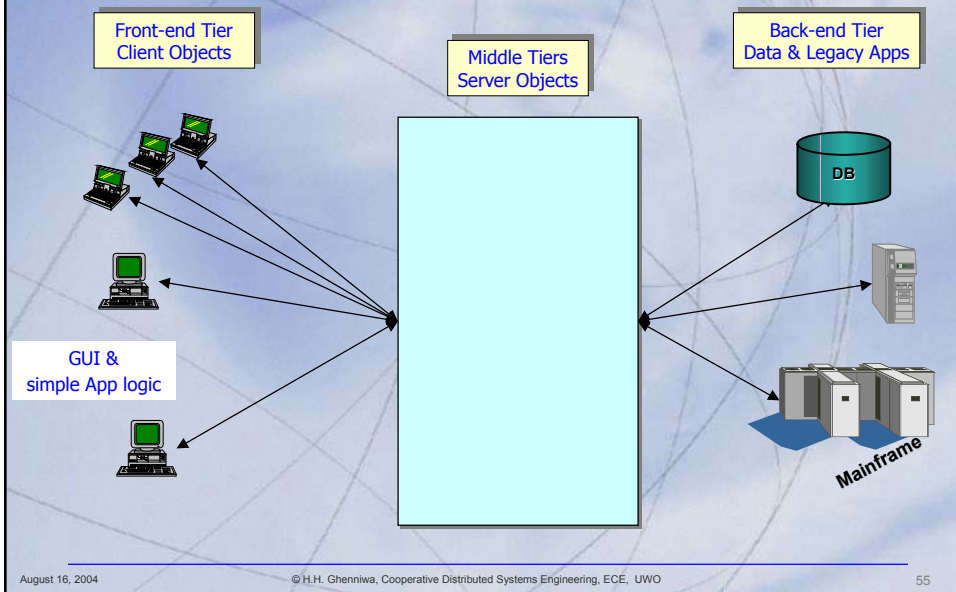 Front-end Tier
Client Objects
Middle Tiers
Server Objects
Back-end Tier
Data & Legacy Apps
DB
GUI &
simple App logic
Mainframe
August 16, 2004
© H.H. Ghenniwa, Cooperative Distributed Systems Engineering, ECE, UWO
55